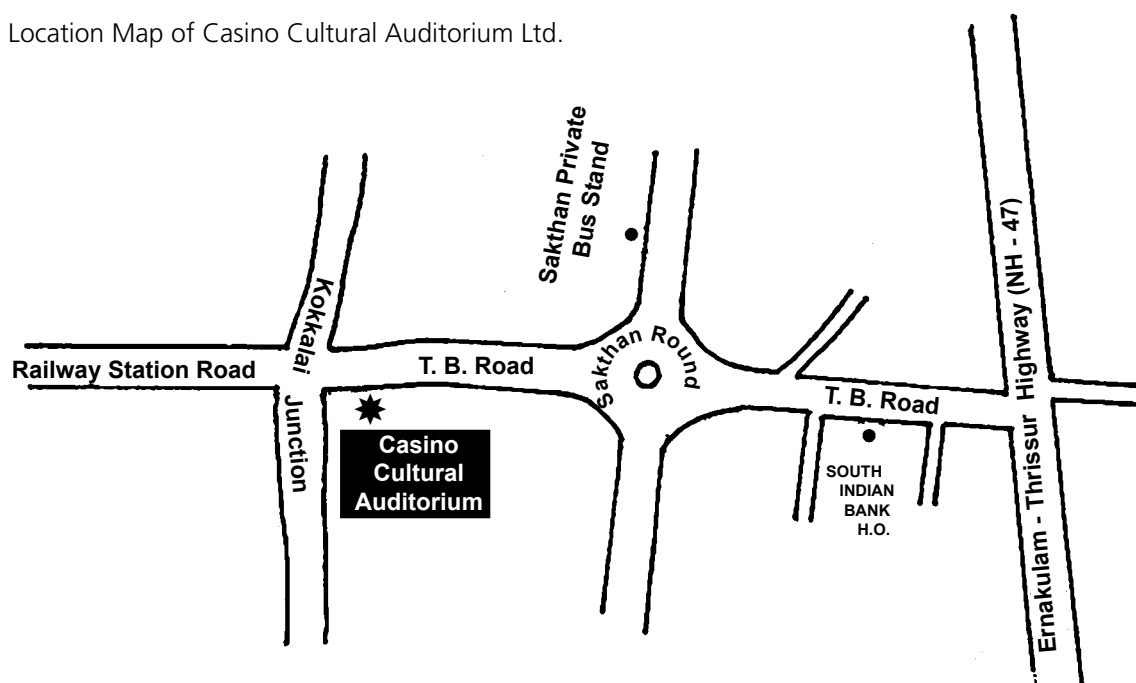 Location Map of Casino Cultural Auditorium Ltd.
Sakthan Private
Bus Stand
Kokkalai
Junction
Railway Station Road
T. B. Road
Sakthan Round
T. B. Road
Casino
Cultural
Auditorium
SOUTH
INDIAN
BANK
H.O.
Ernakulam - Thrissur Highway (NH - 47)